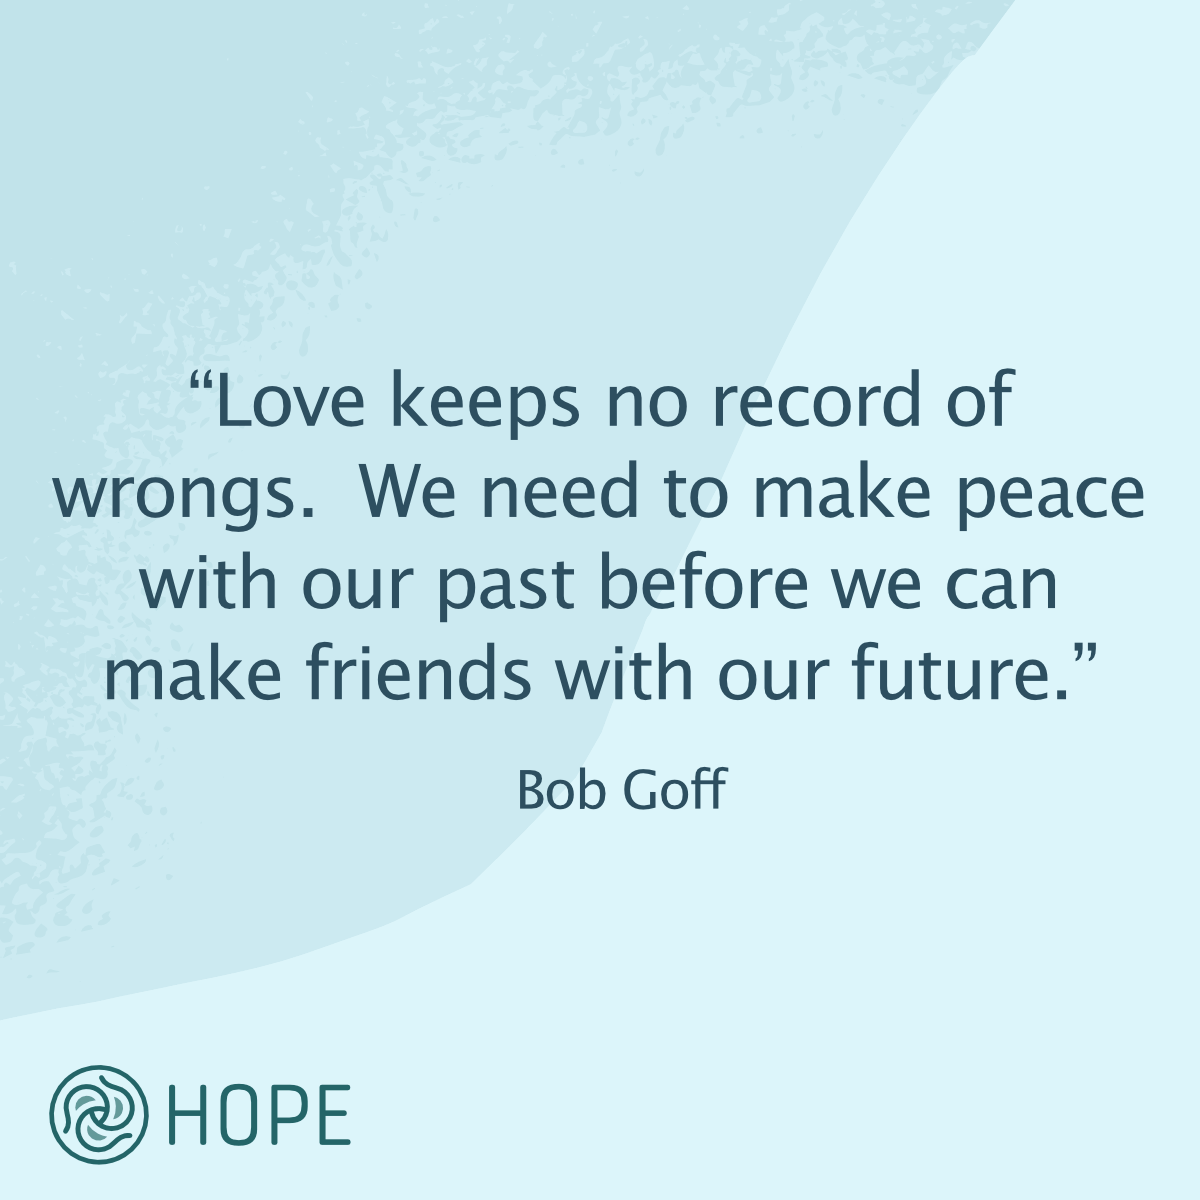 “Love keeps no record of
wrongs.  We need to make peace
with our past before we can
make friends with our future.”
Bob Goff
HOPE